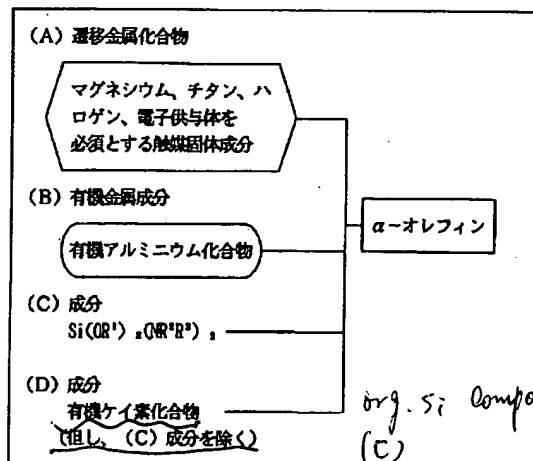 (A) 遷移金属化合物
マグネシウム、チタン、ハ
ロゲン、電子供与体を
必須とする触媒固体成分
(B) 有機金属成分
有機アルミニウム化合物
α-オレフィン
(C) 成分
Si(OR¹)₂(NR²R³)₂
(D) 成分
有機ケイ素化合物
(但し、(C) 成分を除く)
org. Si Compo
(C)